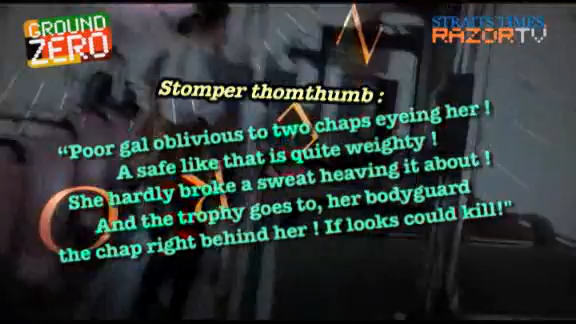 GROUND
ZERO
STRAITS TIMES
RAZORTV
N
O
R
O
Stomper thomthumb :
“Poor gal oblivious to two chaps eyeing her !
A safe like that is quite weighty !
She hardly broke a sweat heaving it about !
And the trophy goes to, her bodyguard
the chap right behind her ! If looks could kill!"